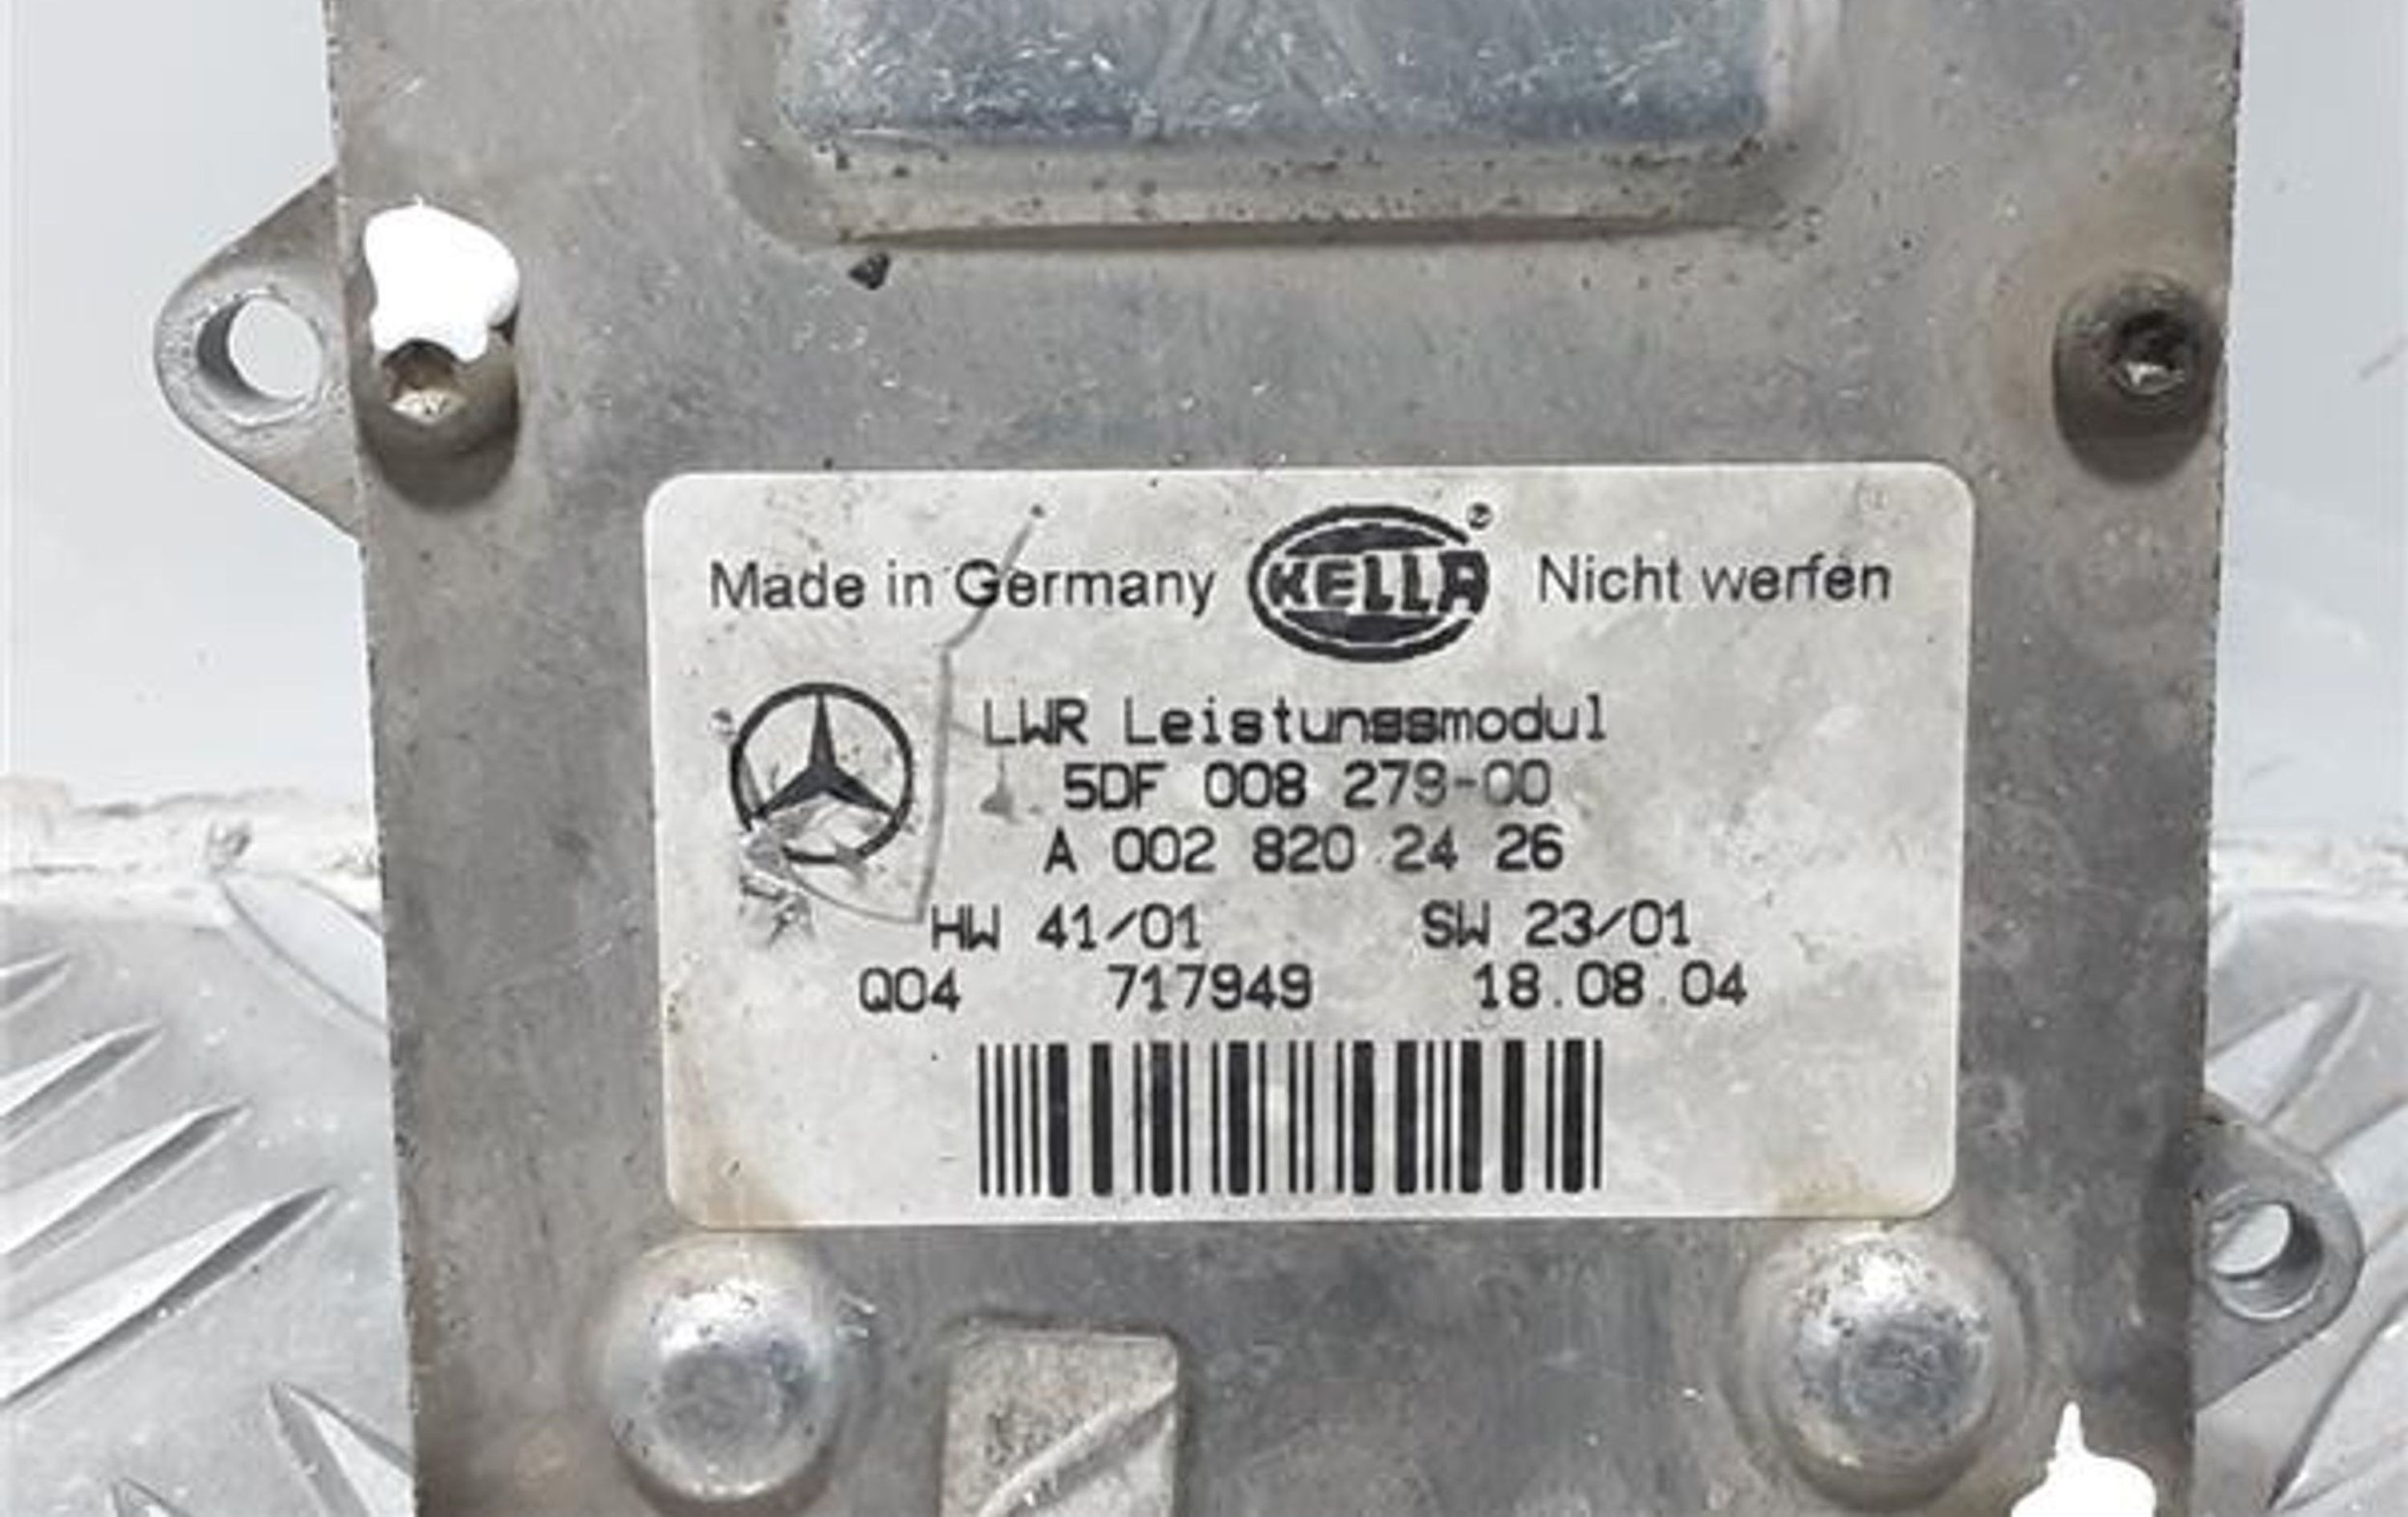 Made in Germany HELLA Nicht werfen
LWR Leistungsmodul
5DF 008 279-00
A 002 820 24 26
HW 41/01 SW 23/01
Q04 717949 18.08.04